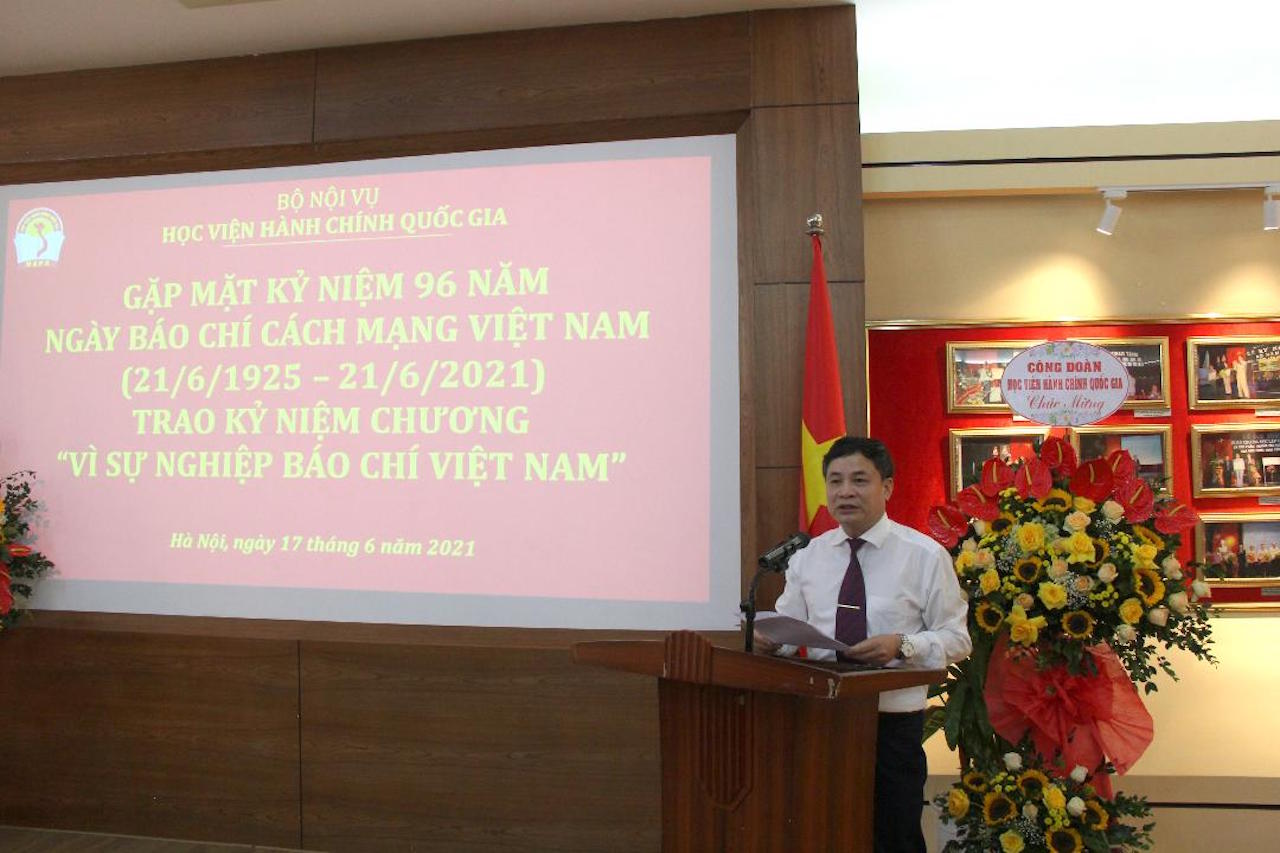 BỘ NỘI VỤ
HỌC VIỆN HÀNH CHÍNH QUỐC GIA
GẶP MẶT KỶ NIỆM 96 NĂM
NGÀY BÁO CHÍ CÁCH MẠNG VIỆT NAM
(21/6/1925 – 21/6/2021)
TRAO KỶ NIỆM CHƯƠNG
“VÌ SỰ NGHIỆP BÁO CHÍ VIỆT NAM”
Hà Nội, ngày 17 tháng 6 năm 2021
CÔNG ĐOÀN
HỌC VIỆN HÀNH CHÍNH QUỐC GIA
Chúc Mừng